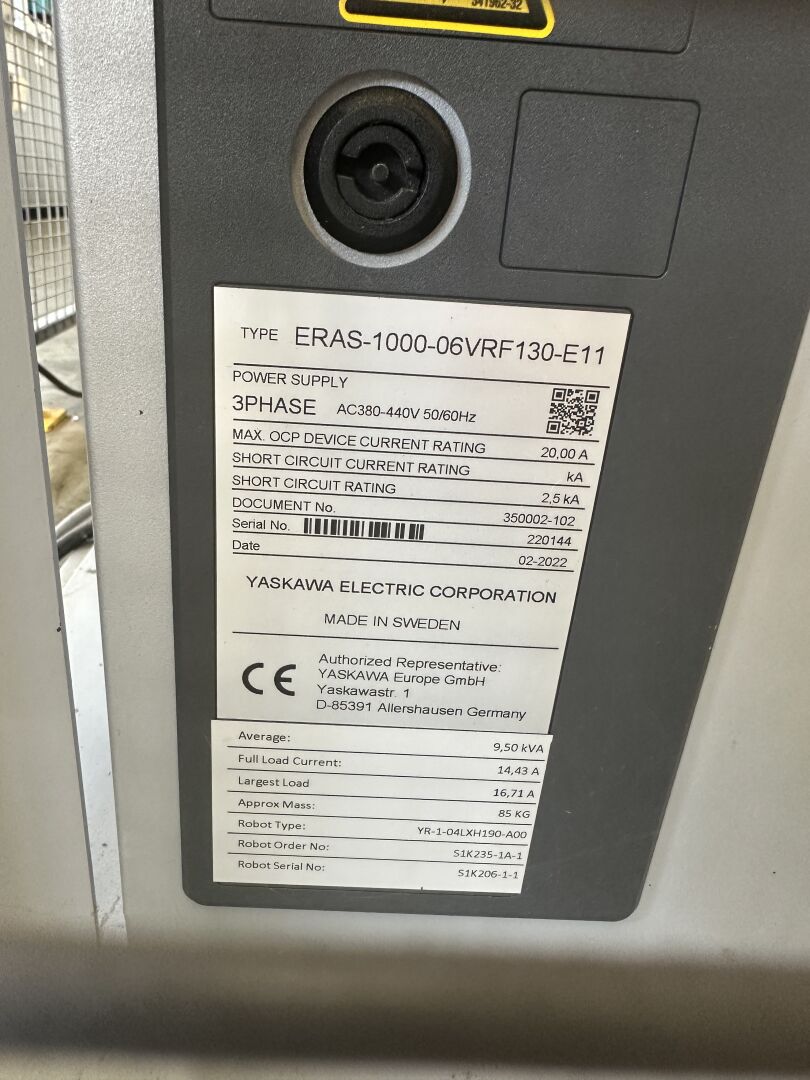 341962-32
TYPE ERAS-1000-06VRF130-E11
POWER SUPPLY
3PHASE AC380-440V 50/60Hz
MAX. OCP DEVICE CURRENT RATING 20,00 A
SHORT CIRCUIT CURRENT RATING kA
SHORT CIRCUIT RATING 2,5 kA
DOCUMENT No. 350002-102
Serial No. 220144
Date 02-2022
YASKAWA ELECTRIC CORPORATION
MADE IN SWEDEN
CE
Authorized Representative:
YASKAWA Europe GmbH
Yaskawastr. 1
D-85391 Allershausen Germany
Average: 9,50 kVA
Full Load Current: 14,43 A
Largest Load 16,71 A
Approx Mass: 85 KG
Robot Type: YR-1-04LXH190-A00
Robot Order No: S1K235-1A-1
Robot Serial No: S1K206-1-1